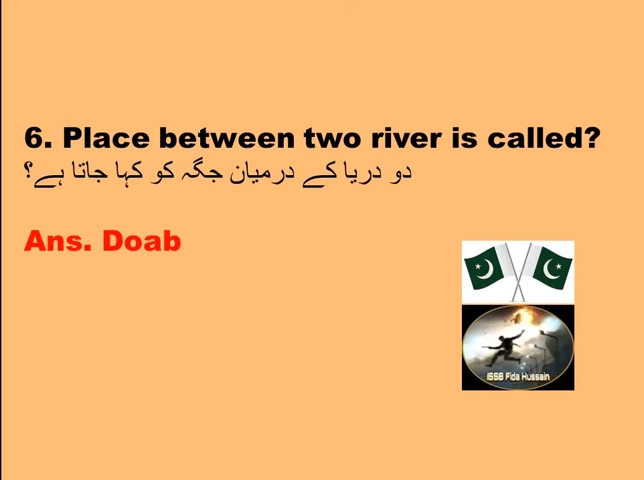 6. Place between two river is called?
دو دریا کے درمیان جگہ کو کہا جاتا ہے؟
Ans. Doab
ISSB Fida Hussain